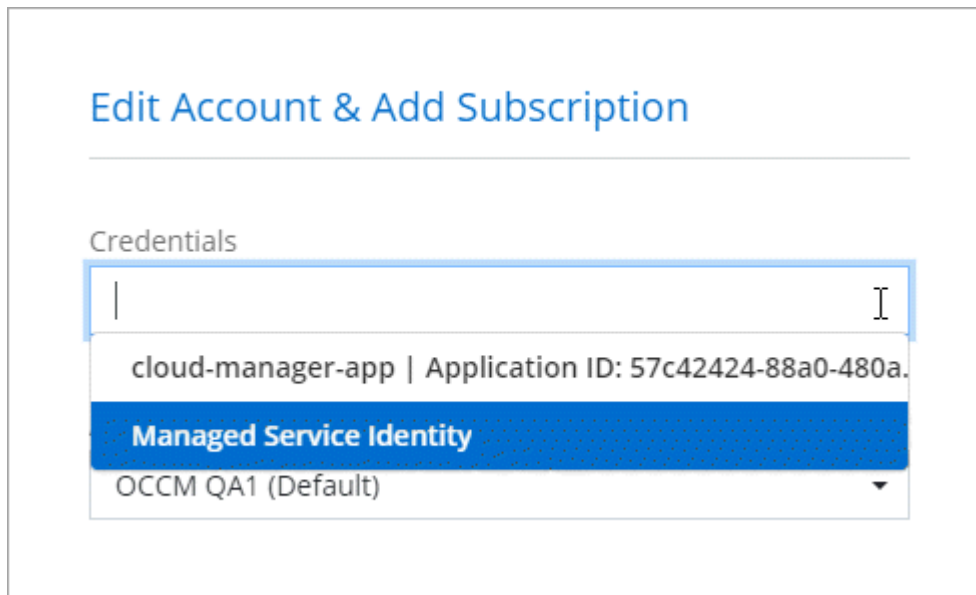 Edit Account & Add Subscription
Credentials
cloud-manager-app | Application ID: 57c42424-88a0-480a.
Managed Service Identity
OCCM QA1 (Default)